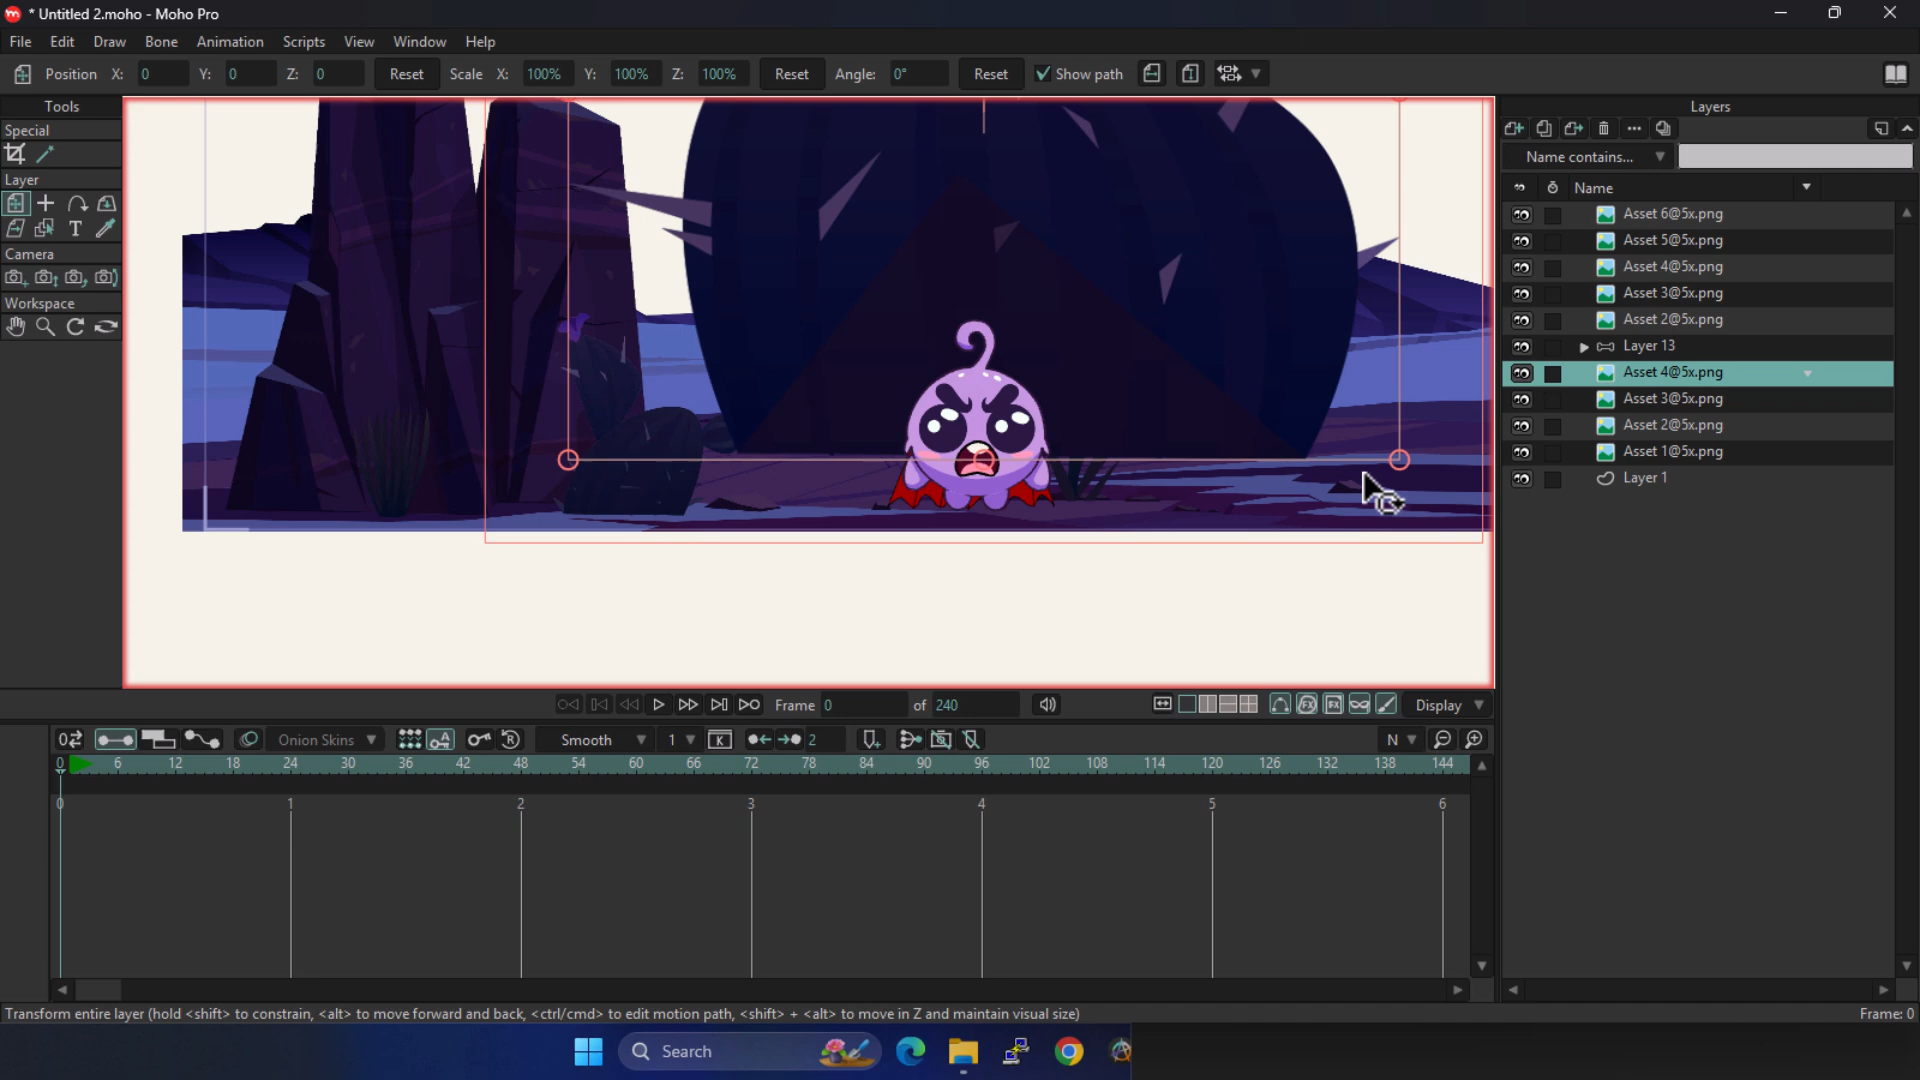 * Untitled 2.moho - Moho Pro
File Edit Draw Bone Animation Scripts View Window Help
Position X: 0 Y: 0 Z: 0 Reset Scale X: 100% Y: 100% Z: 100% Reset Angle: 0° Reset Show path
Tools
Special
Layer
Camera
Workspace
Layers
Name contains...
Name
Asset 6@5x.png
Asset 5@5x.png
Asset 4@5x.png
Asset 3@5x.png
Asset 2@5x.png
Layer 13
Asset 4@5x.png
Asset 3@5x.png
Asset 2@5x.png
Asset 1@5x.png
Layer 1
Frame 0 of 240 Display
Onion Skins Smooth 1 2 N
0 6 12 18 24 30 36 42 48 54 60 66 72 78 84 90 96 102 108 114 120 126 132 138 144
0 1 2 3 4 5 6
Transform entire layer (hold <shift> to constrain, <alt> to move forward and back, <ctrl/cmd> to edit motion path, <shift> + <alt> to move in Z and maintain visual size) Frame: 0
Search